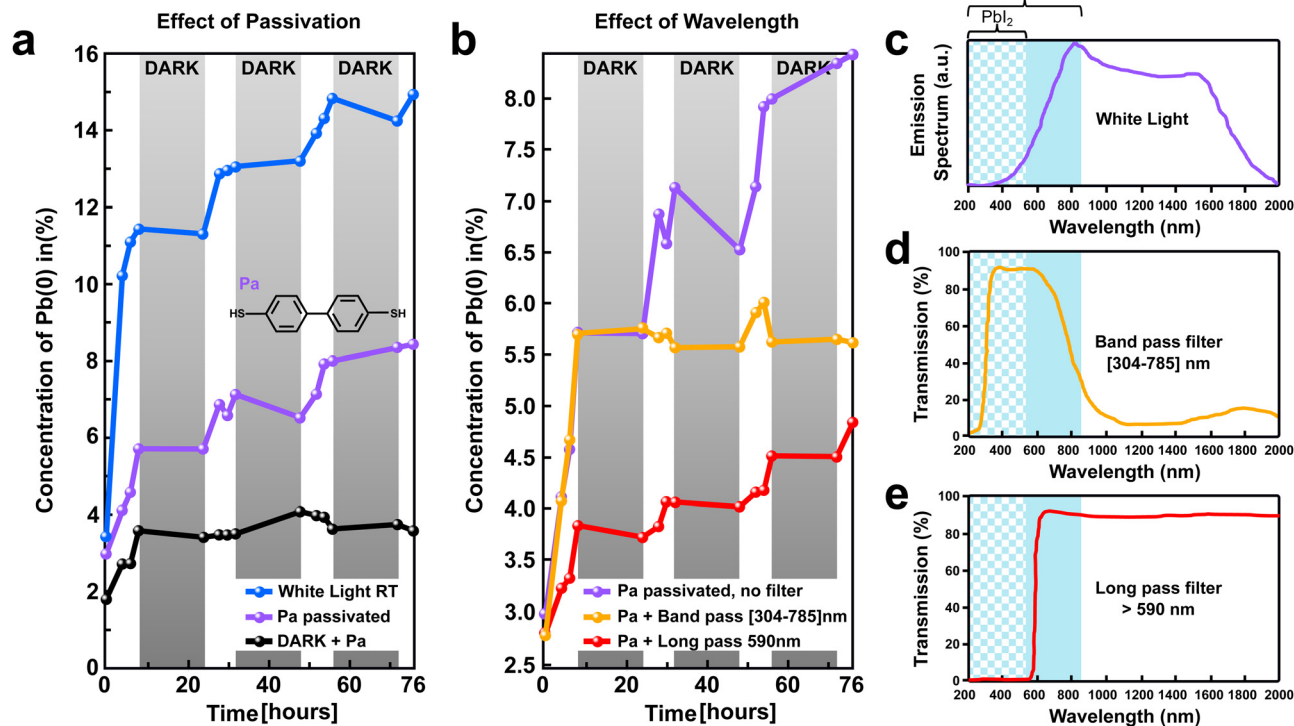 Effect of Passivation
a
16
14
12
10
8
6
4
2
0
Concentration of Pb(0) in(%)
DARK
DARK
DARK
Pa
HS
SH
White Light RT
Pa passivated
DARK + Pa
0
20
40
60
76
Time[hours]
Effect of Wavelength
b
8.0
7.5
7.0
6.5
6.0
5.5
5.0
4.5
4.0
3.5
3.0
2.5
Concentration of Pb(0) in(%)
DARK
DARK
DARK
Pa passivated, no filter
Pa + Band pass [304-785]nm
Pa + Long pass 590nm
0
20
40
60
76
Time[hours]
c
PbI2
Emission
Spectrum (a.u.)
White Light
200 400 600 800 1000 1200 1400 1600 1800 2000
Wavelength (nm)
d
100
80
60
40
20
0
Transmission (%)
Band pass filter
[304-785] nm
200 400 600 800 1000 1200 1400 1600 1800 2000
Wavelength (nm)
e
100
80
60
40
20
0
Transmission (%)
Long pass filter
> 590 nm
200 400 600 800 1000 1200 1400 1600 1800 2000
Wavelength (nm)